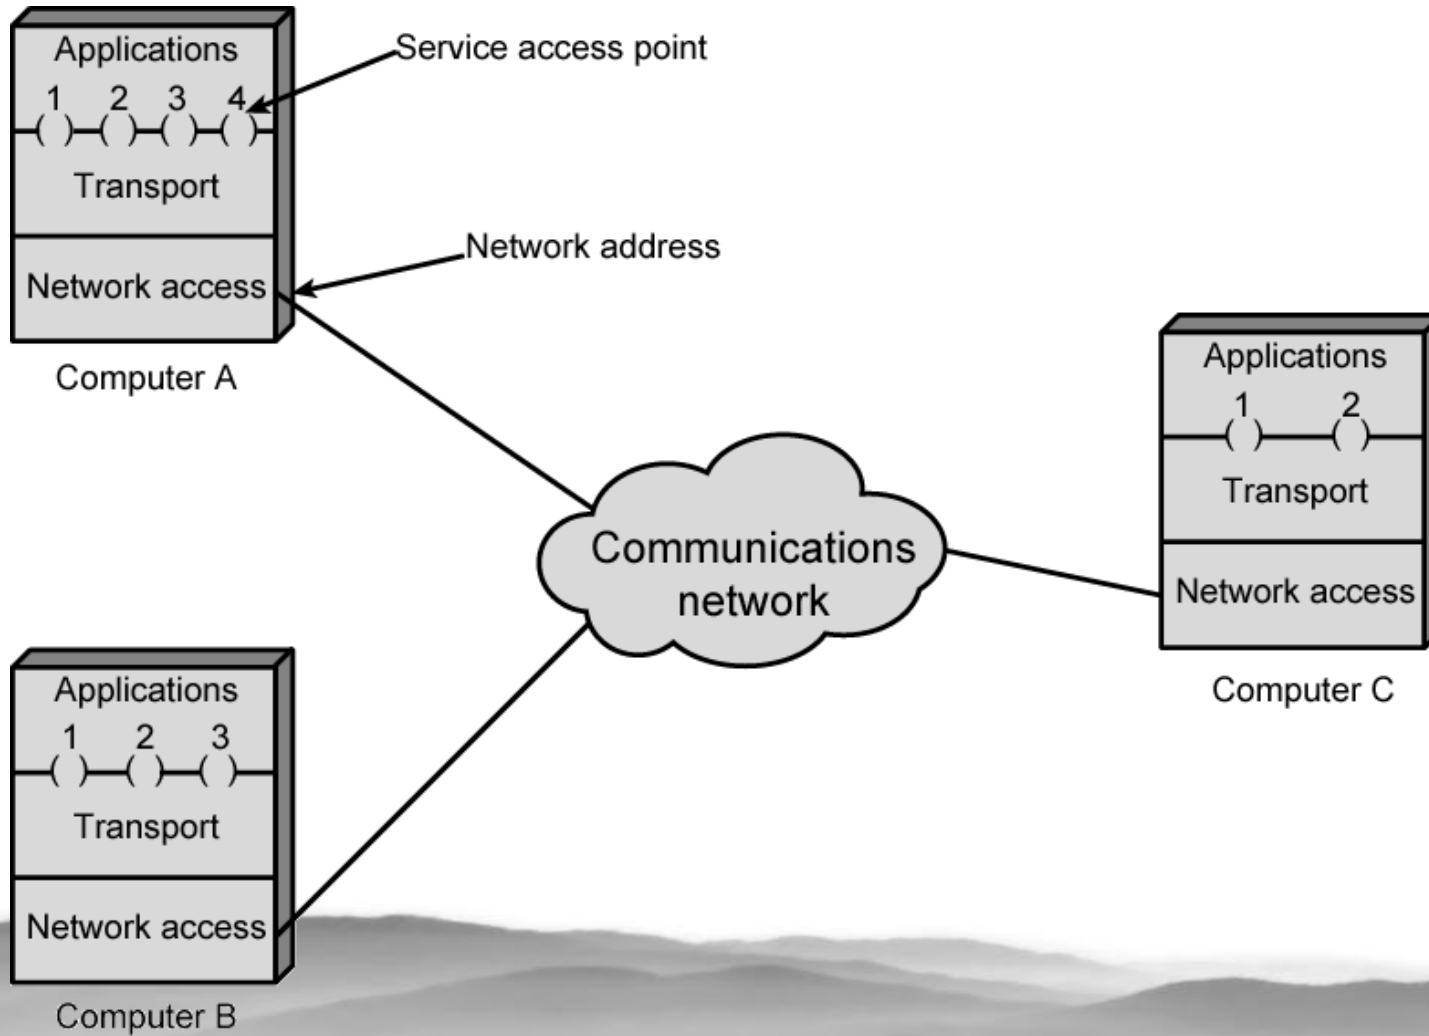 Applications
1 2 3 4
Transport
Network access
Computer A
Service access point
Network address
Communications
network
Applications
1 2
Transport
Network access
Computer C
Applications
1 2 3
Transport
Network access
Computer B